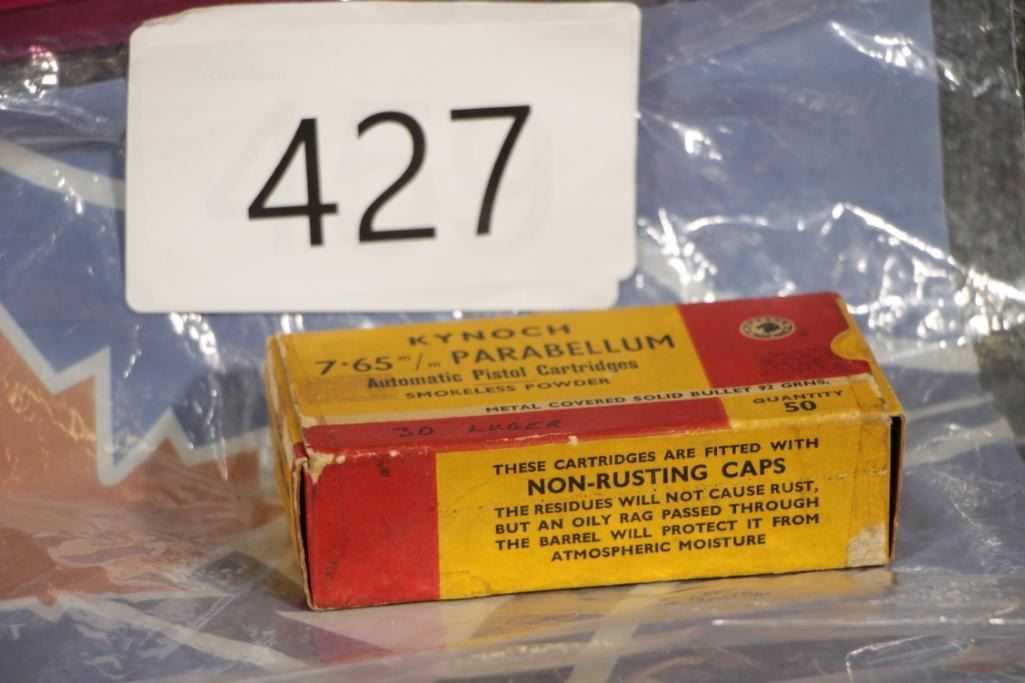 427
KYNOCH
7·65 m/m PARABELLUM
Automatic Pistol Cartridges
SMOKELESS POWDER
METAL COVERED SOLID BULLET 92 GRNS.
QUANTITY
50
30 LUGER
THESE CARTRIDGES ARE FITTED WITH
NON-RUSTING CAPS
THE RESIDUES WILL NOT CAUSE RUST,
BUT AN OILY RAG PASSED THROUGH
THE BARREL WILL PROTECT IT FROM
ATMOSPHERIC MOISTURE